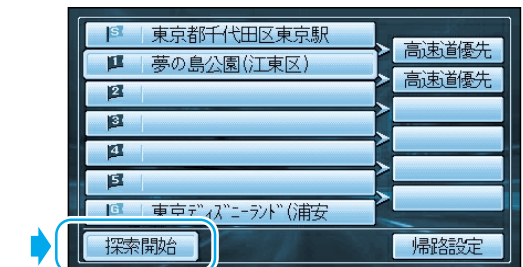 S 東京都千代田区東京駅
高速道優先
1 夢の島公園(江東区)
高速道優先
2
3
4
5
G 東京ディズニーランド(浦安
探索開始
帰路設定